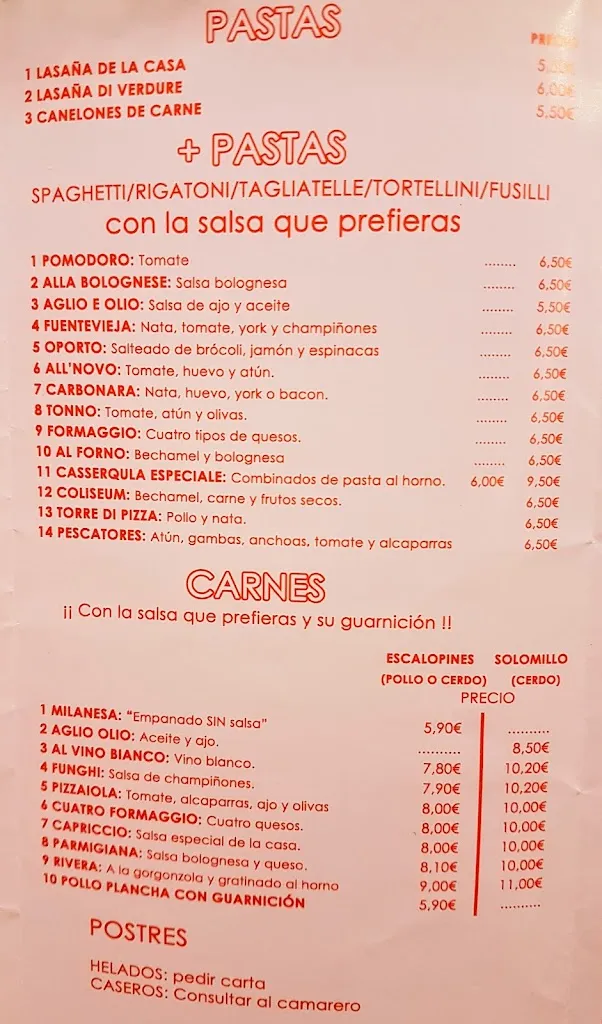 PASTAS
1 LASAÑA DE LA CASA
2 LASAÑA DI VERDURE 6,00€
3 CANELONES DE CARNE 5,50€
+ PASTAS
SPAGHETTI/RIGATONI/TAGLIATELLE/TORTELLINI/FUSILLI
con la salsa que prefieras
1 POMODORO: Tomate ........ 6,50€
2 ALLA BOLOGNESE: Salsa bolognesa ........ 6,50€
3 AGLIO E OLIO: Salsa de ajo y aceite ........ 5,50€
4 FUENTEVIEJA: Nata, tomate, york y champiñones ........ 6,50€
5 OPORTO: Salteado de brócoli, jamón y espinacas ........ 6,50€
6 ALL'NOVO: Tomate, huevo y atún. ........ 6,50€
7 CARBONARA: Nata, huevo, york o bacon. ........ 6,50€
8 TONNO: Tomate, atún y olivas. ........ 6,50€
9 FORMAGGIO: Cuatro tipos de quesos. ........ 6,50€
10 AL FORNO: Bechamel y bolognesa ........ 6,50€
11 CASSERQULA ESPECIALE: Combinados de pasta al horno. 6,00€ 9,50€
12 COLISEUM: Bechamel, carne y frutos secos. 6,50€
13 TORRE DI PIZZA: Pollo y nata. 6,50€
14 PESCATORES: Atún, gambas, anchoas, tomate y alcaparras 6,50€
CARNES
¡¡ Con la salsa que prefieras y su guarnición !!
ESCALOPINES SOLOMILLO
(POLLO O CERDO) (CERDO)
PRECIO
1 MILANESA: "Empanado SIN salsa" 5,90€ ..........
2 AGLIO OLIO: Aceite y ajo. .......... 8,50€
3 AL VINO BIANCO: Vino blanco. 7,80€ 10,20€
4 FUNGHI: Salsa de champiñones. 7,90€ 10,20€
5 PIZZAIOLA: Tomate, alcaparras, ajo y olivas 8,00€ 10,00€
6 CUATRO FORMAGGIO: Cuatro quesos. 8,00€ 10,00€
7 CAPRICCIO: Salsa especial de la casa. 8,00€ 10,00€
8 PARMIGIANA: Salsa bolognesa y queso. 8,10€ 10,00€
9 RIVERA: A la gorgonzola y gratinado al horno 9,00€ 11,00€
10 POLLO PLANCHA CON GUARNICIÓN 5,90€ ..........
POSTRES
HELADOS: pedir carta
CASEROS: Consultar al camarero